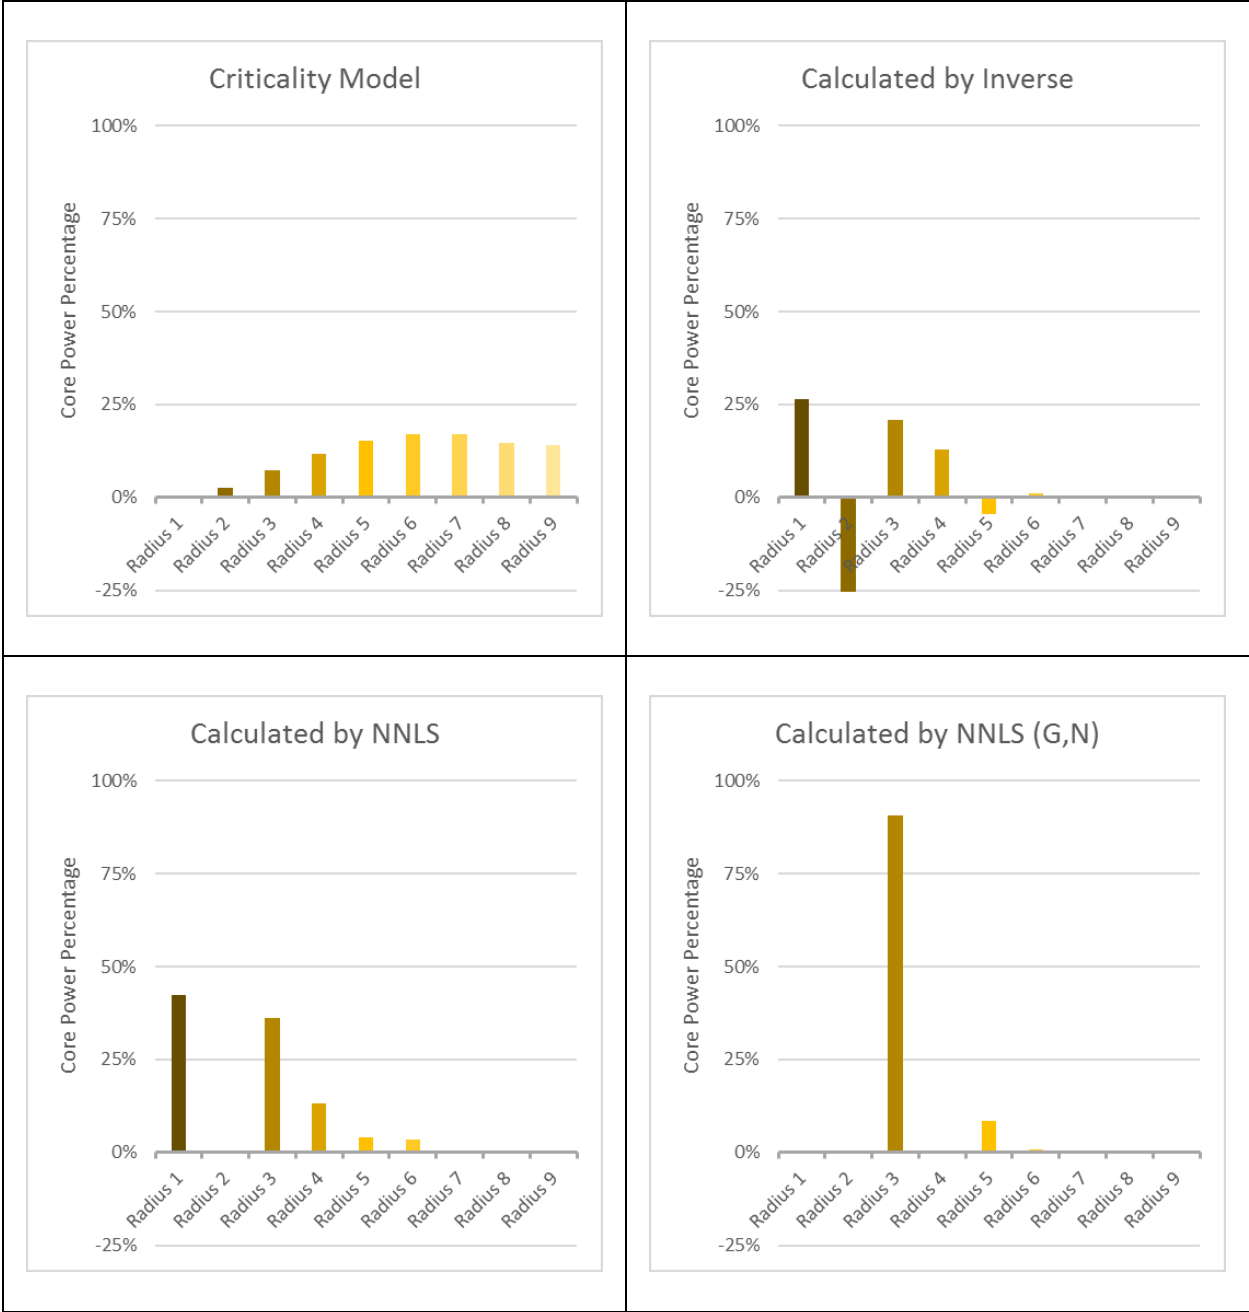 Criticality Model
100%
75%
50%
25%
0%
-25%
Core Power Percentage
Radius 1
Radius 2
Radius 3
Radius 4
Radius 5
Radius 6
Radius 7
Radius 8
Radius 9
Calculated by Inverse
100%
75%
50%
25%
0%
-25%
Core Power Percentage
Radius 1
Radius 2
Radius 3
Radius 4
Radius 5
Radius 6
Radius 7
Radius 8
Radius 9
Calculated by NNLS
100%
75%
50%
25%
0%
-25%
Core Power Percentage
Radius 1
Radius 2
Radius 3
Radius 4
Radius 5
Radius 6
Radius 7
Radius 8
Radius 9
Calculated by NNLS (G,N)
100%
75%
50%
25%
0%
-25%
Core Power Percentage
Radius 1
Radius 2
Radius 3
Radius 4
Radius 5
Radius 6
Radius 7
Radius 8
Radius 9